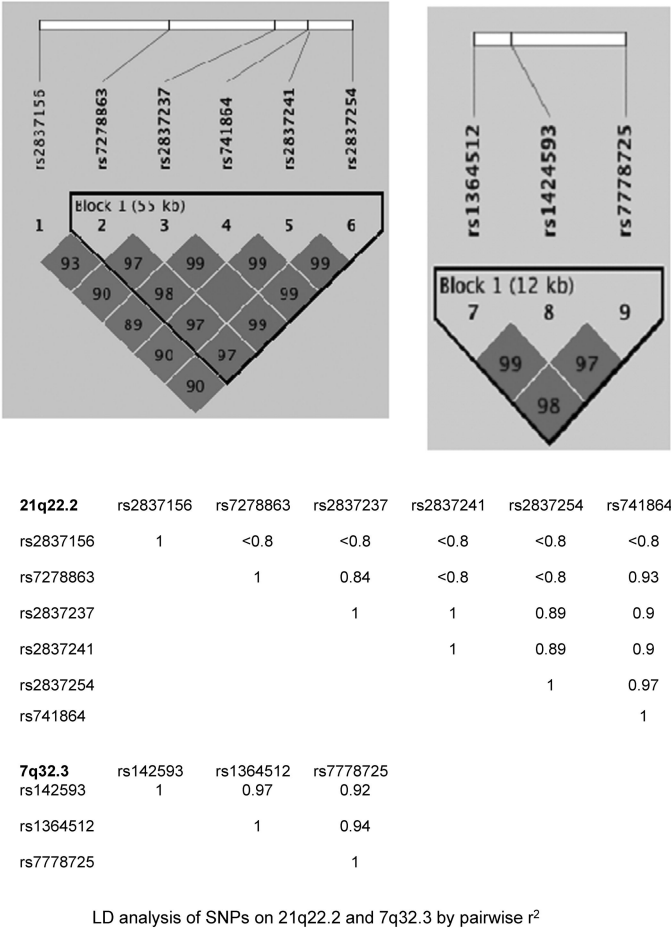 rs2837156
rs7278863
rs2837237
rs741864
rs2837241
rs2837254
Block 1 (55 kb)
1 2 3 4 5 6
93 97 99 99 99
90 98 99
89 97 99
90 97
90
rs1364512
rs1424593
rs7778725
Block 1 (12 kb)
7 8 9
99 97
98
21q22.2 rs2837156 rs7278863 rs2837237 rs2837241 rs2837254 rs741864
rs2837156 1 <0.8 <0.8 <0.8 <0.8 <0.8
rs7278863 1 0.84 <0.8 <0.8 0.93
rs2837237 1 1 0.89 0.9
rs2837241 1 0.89 0.9
rs2837254 1 0.97
rs741864 1
7q32.3 rs142593 rs1364512 rs7778725
rs142593 1 0.97 0.92
rs1364512 1 0.94
rs7778725 1
LD analysis of SNPs on 21q22.2 and 7q32.3 by pairwise r²